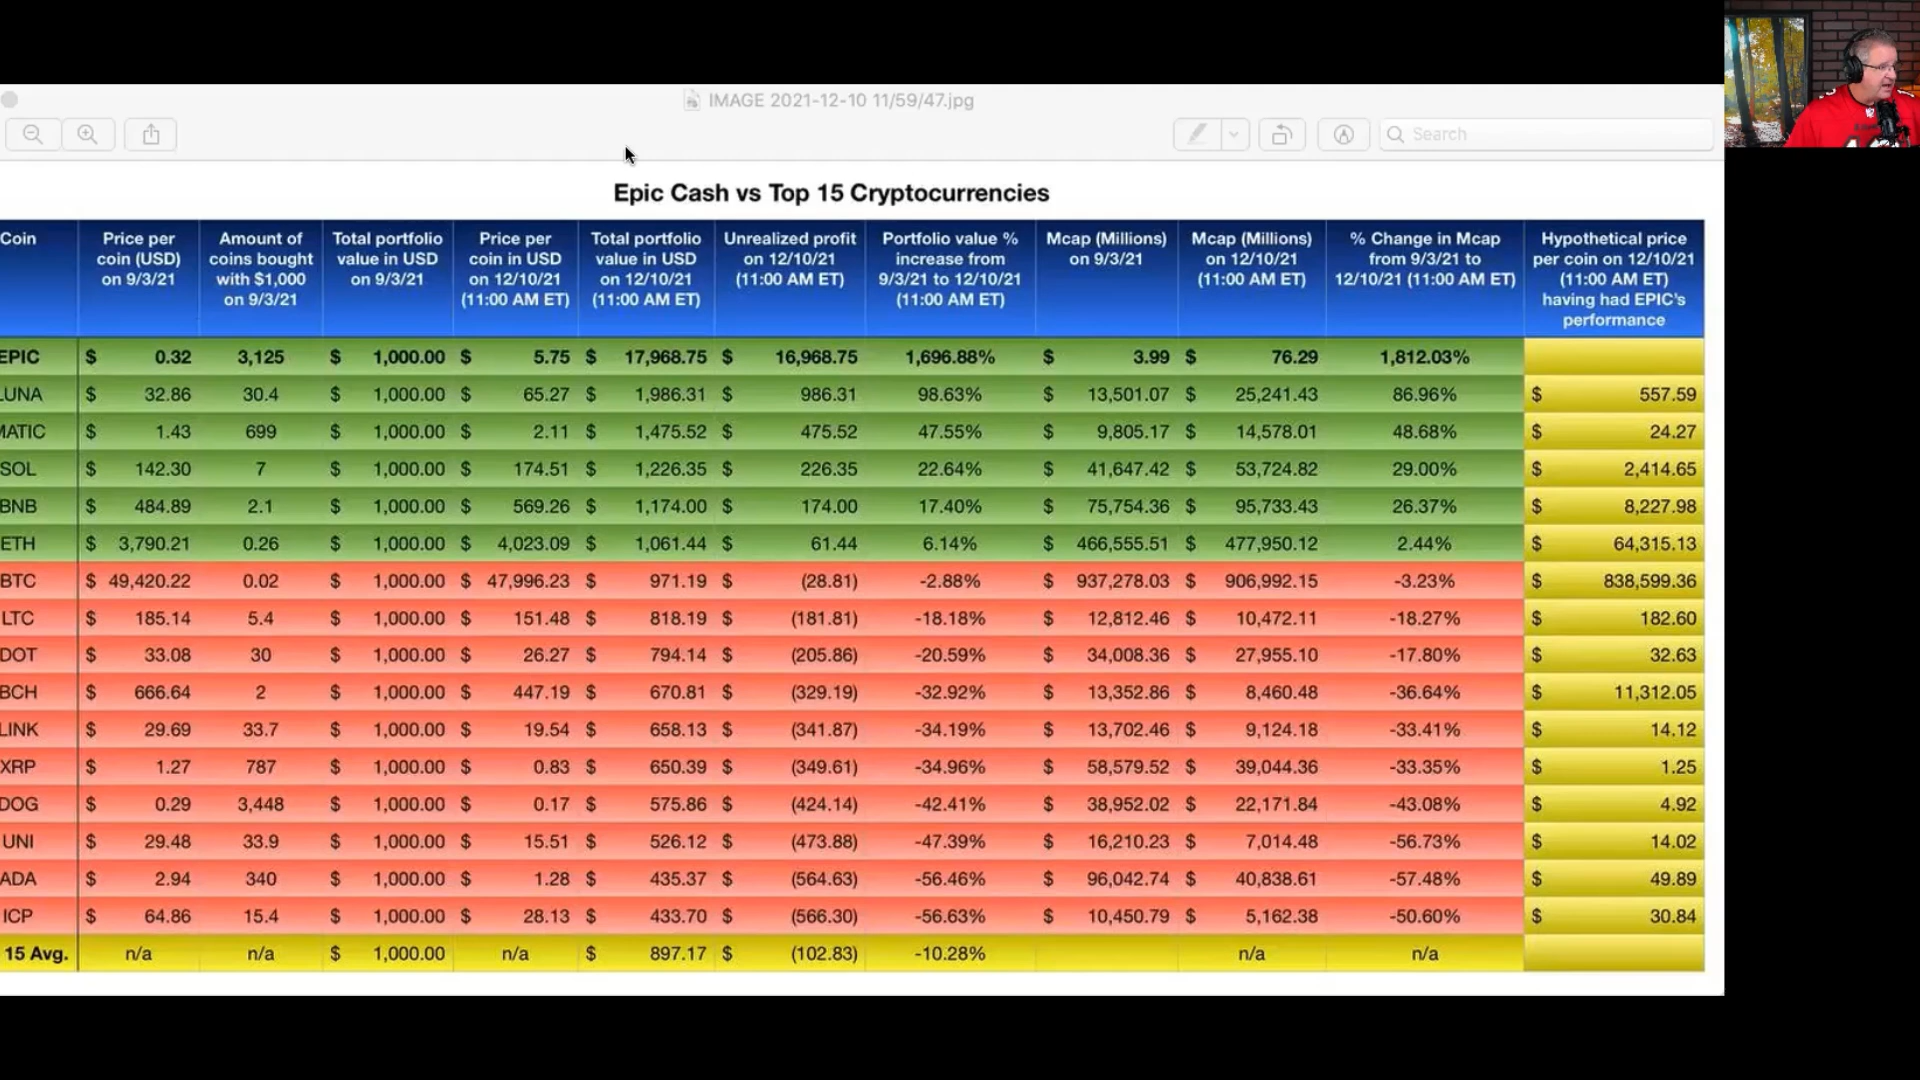 IMAGE 2021-12-10 11/59/47.jpg
Search
Epic Cash vs Top 15 Cryptocurrencies
Coin Price per coin (USD) on 9/3/21 Amount of coins bought with $1,000 on 9/3/21 Total portfolio value in USD on 9/3/21 Price per coin in USD on 12/10/21 (11:00 AM ET) Total portfolio value in USD on 12/10/21 (11:00 AM ET) Unrealized profit on 12/10/21 (11:00 AM ET) Portfolio value % increase from 9/3/21 to 12/10/21 (11:00 AM ET) Mcap (Millions) on 9/3/21 Mcap (Millions) on 12/10/21 (11:00 AM ET) % Change in Mcap from 9/3/21 to 12/10/21 (11:00 AM ET) Hypothetical price per coin on 12/10/21 (11:00 AM ET) having had EPIC's performance
EPIC $ 0.32 3,125 $ 1,000.00 $ 5.75 $ 17,968.75 $ 16,968.75 1,696.88% $ 3.99 $ 76.29 1,812.03%
LUNA $ 32.86 30.4 $ 1,000.00 $ 65.27 $ 1,986.31 $ 986.31 98.63% $ 13,501.07 $ 25,241.43 86.96% $ 557.59
MATIC $ 1.43 699 $ 1,000.00 $ 2.11 $ 1,475.52 $ 475.52 47.55% $ 9,805.17 $ 14,578.01 48.68% $ 24.27
SOL $ 142.30 7 $ 1,000.00 $ 174.51 $ 1,226.35 $ 226.35 22.64% $ 41,647.42 $ 53,724.82 29.00% $ 2,414.65
BNB $ 484.89 2.1 $ 1,000.00 $ 569.26 $ 1,174.00 $ 174.00 17.40% $ 75,754.36 $ 95,733.43 26.37% $ 8,227.98
ETH $ 3,790.21 0.26 $ 1,000.00 $ 4,023.09 $ 1,061.44 $ 61.44 6.14% $ 466,555.51 $ 477,950.12 2.44% $ 64,315.13
BTC $ 49,420.22 0.02 $ 1,000.00 $ 47,996.23 $ 971.19 $ (28.81) -2.88% $ 937,278.03 $ 906,992.15 -3.23% $ 838,599.36
LTC $ 185.14 5.4 $ 1,000.00 $ 151.48 $ 818.19 $ (181.81) -18.18% $ 12,812.46 $ 10,472.11 -18.27% $ 182.60
DOT $ 33.08 30 $ 1,000.00 $ 26.27 $ 794.14 $ (205.86) -20.59% $ 34,008.36 $ 27,955.10 -17.80% $ 32.63
BCH $ 666.64 2 $ 1,000.00 $ 447.19 $ 670.81 $ (329.19) -32.92% $ 13,352.86 $ 8,460.48 -36.64% $ 11,312.05
LINK $ 29.69 33.7 $ 1,000.00 $ 19.54 $ 658.13 $ (341.87) -34.19% $ 13,702.46 $ 9,124.18 -33.41% $ 14.12
XRP $ 1.27 787 $ 1,000.00 $ 0.83 $ 650.39 $ (349.61) -34.96% $ 58,579.52 $ 39,044.36 -33.35% $ 1.25
DOG $ 0.29 3,448 $ 1,000.00 $ 0.17 $ 575.86 $ (424.14) -42.41% $ 38,952.02 $ 22,171.84 -43.08% $ 4.92
UNI $ 29.48 33.9 $ 1,000.00 $ 15.51 $ 526.12 $ (473.88) -47.39% $ 16,210.23 $ 7,014.48 -56.73% $ 14.02
ADA $ 2.94 340 $ 1,000.00 $ 1.28 $ 435.37 $ (564.63) -56.46% $ 96,042.74 $ 40,838.61 -57.48% $ 49.89
ICP $ 64.86 15.4 $ 1,000.00 $ 28.13 $ 433.70 $ (566.30) -56.63% $ 10,450.79 $ 5,162.38 -50.60% $ 30.84
15 Avg. n/a n/a $ 1,000.00 n/a $ 897.17 $ (102.83) -10.28% n/a n/a